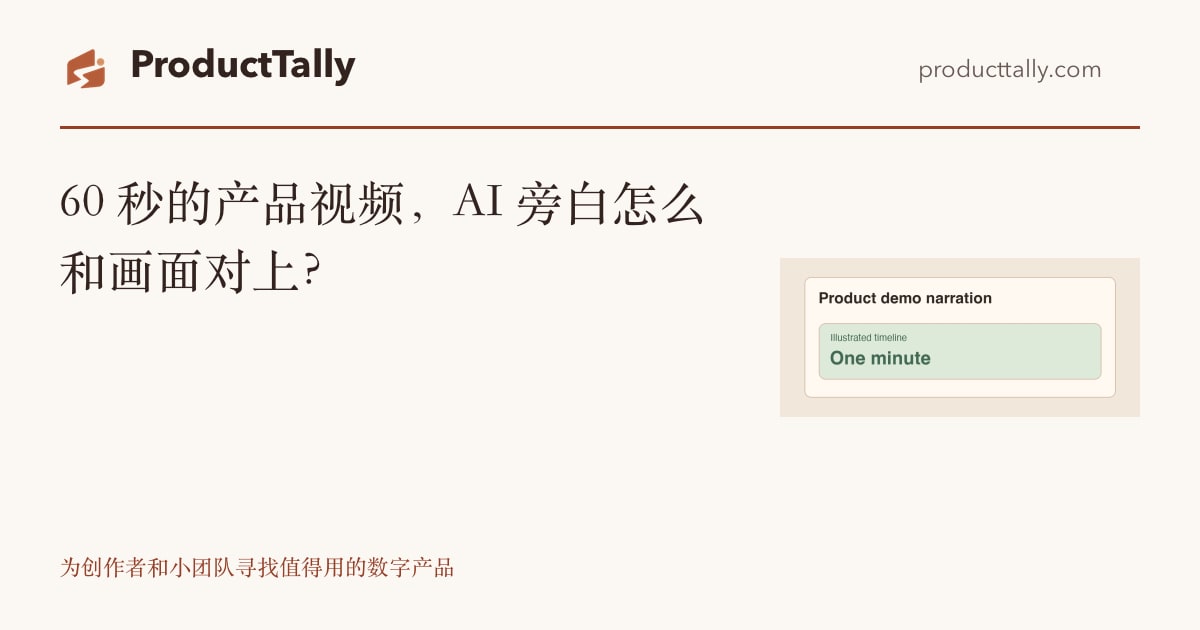 ProductTally
producttally.com
60 秒的产品视频，AI 旁白怎么
和画面对上？
Product demo narration
Illustrated timeline
One minute
为创作者和小团队寻找值得用的数字产品